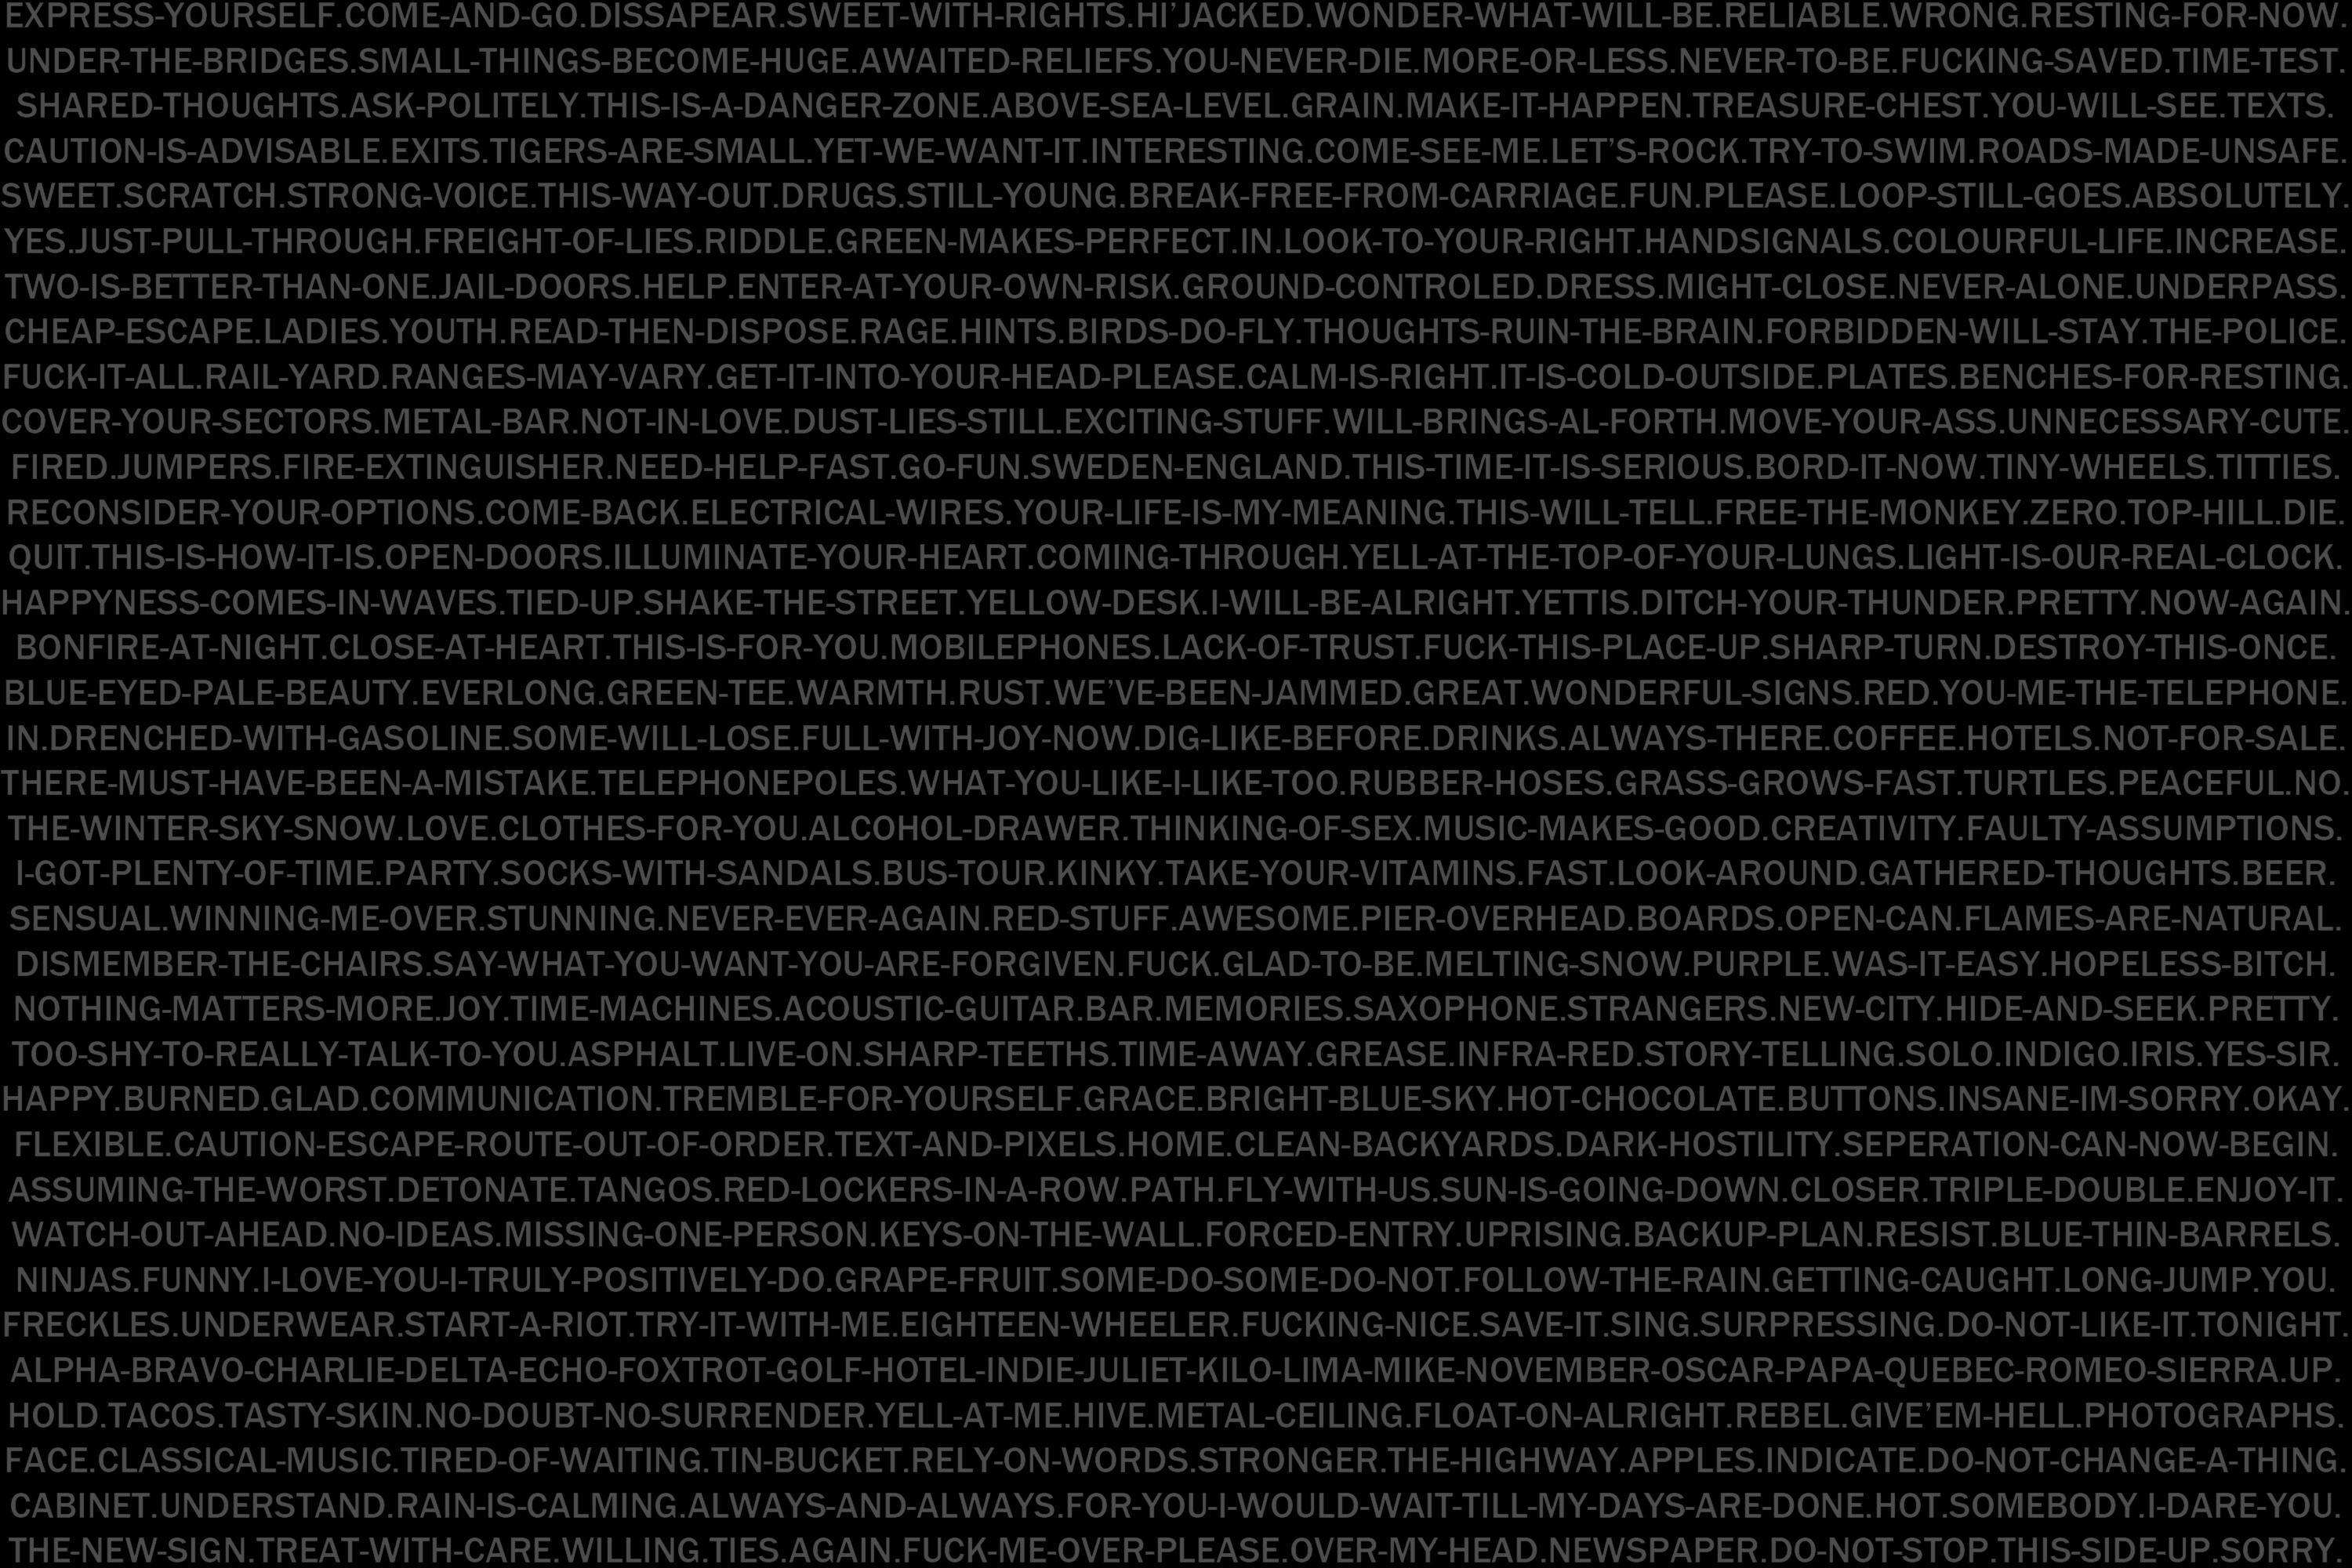 EXPRESS-YOURSELF.COME-AND-GO.DISSAPEAR.SWEET-WITH-RIGHTS.HI’JACKED.WONDER-WHAT-WILL-BE.RELIABLE.WRONG.RESTING-FOR-NOW
UNDER-THE-BRIDGES.SMALL-THINGS-BECOME-HUGE.AWAITED-RELIEFS.YOU-NEVER-DIE.MORE-OR-LESS.NEVER-TO-BE.FUCKING-SAVED.TIME-TEST.
SHARED-THOUGHTS.ASK-POLITELY.THIS-IS-A-DANGER-ZONE.ABOVE-SEA-LEVEL.GRAIN.MAKE-IT-HAPPEN.TREASURE-CHEST.YOU-WILL-SEE.TEXTS.
CAUTION-IS-ADVISABLE.EXITS.TIGERS-ARE-SMALL.YET-WE-WANT-IT.INTERESTING.COME-SEE-ME.LET’S-ROCK.TRY-TO-SWIM.ROADS-MADE-UNSAFE.
SWEET.SCRATCH.STRONG-VOICE.THIS-WAY-OUT.DRUGS.STILL-YOUNG.BREAK-FREE-FROM-CARRIAGE.FUN.PLEASE.LOOP-STILL-GOES.ABSOLUTELY.
YES.JUST-PULL-THROUGH.FREIGHT-OF-LIES.RIDDLE.GREEN-MAKES-PERFECT.IN.LOOK-TO-YOUR-RIGHT.HANDSIGNALS.COLOURFUL-LIFE.INCREASE.
TWO-IS-BETTER-THAN-ONE.JAIL-DOORS.HELP.ENTER-AT-YOUR-OWN-RISK.GROUND-CONTROLED.DRESS.MIGHT-CLOSE.NEVER-ALONE.UNDERPASS.
CHEAP-ESCAPE.LADIES.YOUTH.READ-THEN-DISPOSE.RAGE.HINTS.BIRDS-DO-FLY.THOUGHTS-RUIN-THE-BRAIN.FORBIDDEN-WILL-STAY.THE-POLICE.
FUCK-IT-ALL.RAIL-YARD.RANGES-MAY-VARY.GET-IT-INTO-YOUR-HEAD-PLEASE.CALM-IS-RIGHT.IT-IS-COLD-OUTSIDE.PLATES.BENCHES-FOR-RESTING.
COVER-YOUR-SECTORS.METAL-BAR.NOT-IN-LOVE.DUST-LIES-STILL.EXCITING-STUFF.WILL-BRINGS-AL-FORTH.MOVE-YOUR-ASS.UNNECESSARY-CUTE.
FIRED.JUMPERS.FIRE-EXTINGUISHER.NEED-HELP-FAST.GO-FUN.SWEDEN-ENGLAND.THIS-TIME-IT-IS-SERIOUS.BORD-IT-NOW.TINY-WHEELS.TITTIES.
RECONSIDER-YOUR-OPTIONS.COME-BACK.ELECTRICAL-WIRES.YOUR-LIFE-IS-MY-MEANING.THIS-WILL-TELL.FREE-THE-MONKEY.ZERO.TOP-HILL.DIE.
QUIT.THIS-IS-HOW-IT-IS.OPEN-DOORS.ILLUMINATE-YOUR-HEART.COMING-THROUGH.YELL-AT-THE-TOP-OF-YOUR-LUNGS.LIGHT-IS-OUR-REAL-CLOCK.
HAPPYNESS-COMES-IN-WAVES.TIED-UP.SHAKE-THE-STREET.YELLOW-DESK.I-WILL-BE-ALRIGHT.YETTIS.DITCH-YOUR-THUNDER.PRETTY.NOW-AGAIN.
BONFIRE-AT-NIGHT.CLOSE-AT-HEART.THIS-IS-FOR-YOU.MOBILEPHONES.LACK-OF-TRUST.FUCK-THIS-PLACE-UP.SHARP-TURN.DESTROY-THIS-ONCE.
BLUE-EYED-PALE-BEAUTY.EVERLONG.GREEN-TEE.WARMTH.RUST.WE’VE-BEEN-JAMMED.GREAT.WONDERFUL-SIGNS.RED.YOU-ME-THE-TELEPHONE.
IN.DRENCHED-WITH-GASOLINE.SOME-WILL-LOSE.FULL-WITH-JOY-NOW.DIG-LIKE-BEFORE.DRINKS.ALWAYS-THERE.COFFEE.HOTELS.NOT-FOR-SALE.
THERE-MUST-HAVE-BEEN-A-MISTAKE.TELEPHONEPOLES.WHAT-YOU-LIKE-I-LIKE-TOO.RUBBER-HOSES.GRASS-GROWS-FAST.TURTLES.PEACEFUL.NO.
THE-WINTER-SKY-SNOW.LOVE.CLOTHES-FOR-YOU.ALCOHOL-DRAWER.THINKING-OF-SEX.MUSIC-MAKES-GOOD.CREATIVITY.FAULTY-ASSUMPTIONS.
I-GOT-PLENTY-OF-TIME.PARTY.SOCKS-WITH-SANDALS.BUS-TOUR.KINKY.TAKE-YOUR-VITAMINS.FAST.LOOK-AROUND.GATHERED-THOUGHTS.BEER.
SENSUAL.WINNING-ME-OVER.STUNNING.NEVER-EVER-AGAIN.RED-STUFF.AWESOME.PIER-OVERHEAD.BOARDS.OPEN-CAN.FLAMES-ARE-NATURAL.
DISMEMBER-THE-CHAIRS.SAY-WHAT-YOU-WANT-YOU-ARE-FORGIVEN.FUCK.GLAD-TO-BE.MELTING-SNOW.PURPLE.WAS-IT-EASY.HOPELESS-BITCH.
NOTHING-MATTERS-MORE.JOY.TIME-MACHINES.ACOUSTIC-GUITAR.BAR.MEMORIES.SAXOPHONE.STRANGERS.NEW-CITY.HIDE-AND-SEEK.PRETTY.
TOO-SHY-TO-REALLY-TALK-TO-YOU.ASPHALT.LIVE-ON.SHARP-TEETHS.TIME-AWAY.GREASE.INFRA-RED.STORY-TELLING.SOLO.INDIGO.IRIS.YES-SIR.
HAPPY.BURNED.GLAD.COMMUNICATION.TREMBLE-FOR-YOURSELF.GRACE.BRIGHT-BLUE-SKY.HOT-CHOCOLATE.BUTTONS.INSANE-IM-SORRY.OKAY.
FLEXIBLE.CAUTION-ESCAPE-ROUTE-OUT-OF-ORDER.TEXT-AND-PIXELS.HOME.CLEAN-BACKYARDS.DARK-HOSTILITY.SEPERATION-CAN-NOW-BEGIN.
ASSUMING-THE-WORST.DETONATE.TANGOS.RED-LOCKERS-IN-A-ROW.PATH.FLY-WITH-US.SUN-IS-GOING-DOWN.CLOSER.TRIPLE-DOUBLE.ENJOY-IT.
WATCH-OUT-AHEAD.NO-IDEAS.MISSING-ONE-PERSON.KEYS-ON-THE-WALL.FORCED-ENTRY.UPRISING.BACKUP-PLAN.RESIST.BLUE-THIN-BARRELS.
NINJAS.FUNNY.I-LOVE-YOU-I-TRULY-POSITIVELY-DO.GRAPE-FRUIT.SOME-DO-SOME-DO-NOT.FOLLOW-THE-RAIN.GETTING-CAUGHT.LONG-JUMP.YOU.
FRECKLES.UNDERWEAR.START-A-RIOT.TRY-IT-WITH-ME.EIGHTEEN-WHEELER.FUCKING-NICE.SAVE-IT.SING.SURPRESSING.DO-NOT-LIKE-IT.TONIGHT.
ALPHA-BRAVO-CHARLIE-DELTA-ECHO-FOXTROT-GOLF-HOTEL-INDIE-JULIET-KILO-LIMA-MIKE-NOVEMBER-OSCAR-PAPA-QUEBEC-ROMEO-SIERRA.UP.
HOLD.TACOS.TASTY-SKIN.NO-DOUBT-NO-SURRENDER.YELL-AT-ME.HIVE.METAL-CEILING.FLOAT-ON-ALRIGHT.REBEL.GIVE’EM-HELL.PHOTOGRAPHS.
FACE.CLASSICAL-MUSIC.TIRED-OF-WAITING.TIN-BUCKET.RELY-ON-WORDS.STRONGER.THE-HIGHWAY.APPLES.INDICATE.DO-NOT-CHANGE-A-THING.
CABINET.UNDERSTAND.RAIN-IS-CALMING.ALWAYS-AND-ALWAYS.FOR-YOU-I-WOULD-WAIT-TILL-MY-DAYS-ARE-DONE.HOT.SOMEBODY.I-DARE-YOU.
THE-NEW-SIGN.TREAT-WITH-CARE.WILLING.TIES.AGAIN.FUCK-ME-OVER-PLEASE.OVER-MY-HEAD.NEWSPAPER.DO-NOT-STOP.THIS-SIDE-UP.SORRY